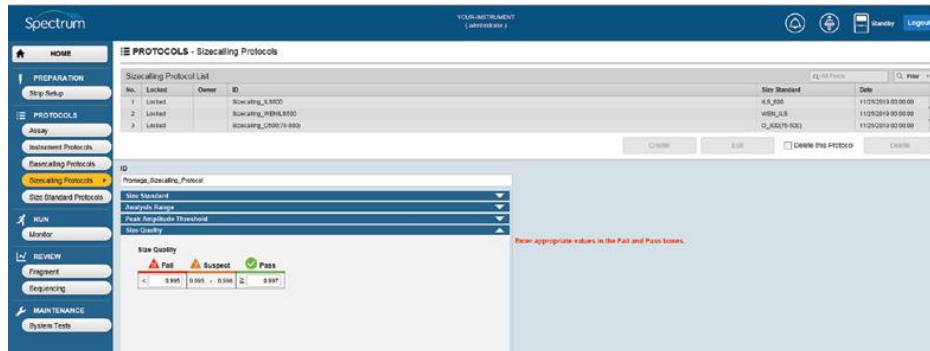 Spectrum
YOUR-INSTRUMENT
( administrator )
Standby
Logout
HOME
PROTOCOLS - Sizecalling Protocols
PREPARATION
Strip Setup
PROTOCOLS
Assay
Instrument Protocols
Basecalling Protocols
Sizecalling Protocols
Size Standard Protocols
RUN
Monitor
REVIEW
Fragment
Sequencing
MAINTENANCE
System Tests
Sizecalling Protocol List
All Fields
Filter
No. Locked Owner ID Size Standard Date
1 Locked Sizecalling_ILS600 ILS_600 11/25/2019 00:00:00
2 Locked Sizecalling_WENILS500 WEN_ILS 11/25/2019 00:00:00
3 Locked 11/25/2019 00:00:00
Create Edit Delete this Protocol Delete
ID
Promega_Sizecalling_Protocol
Size Standard
Analysis Range
Peak Amplitude Threshold
Size Quality
Size Quality
Fail Suspect Pass
< 0.995 0.995 - 0.996 ≥ 0.997
Enter appropriate values in the Fail and Pass boxes.